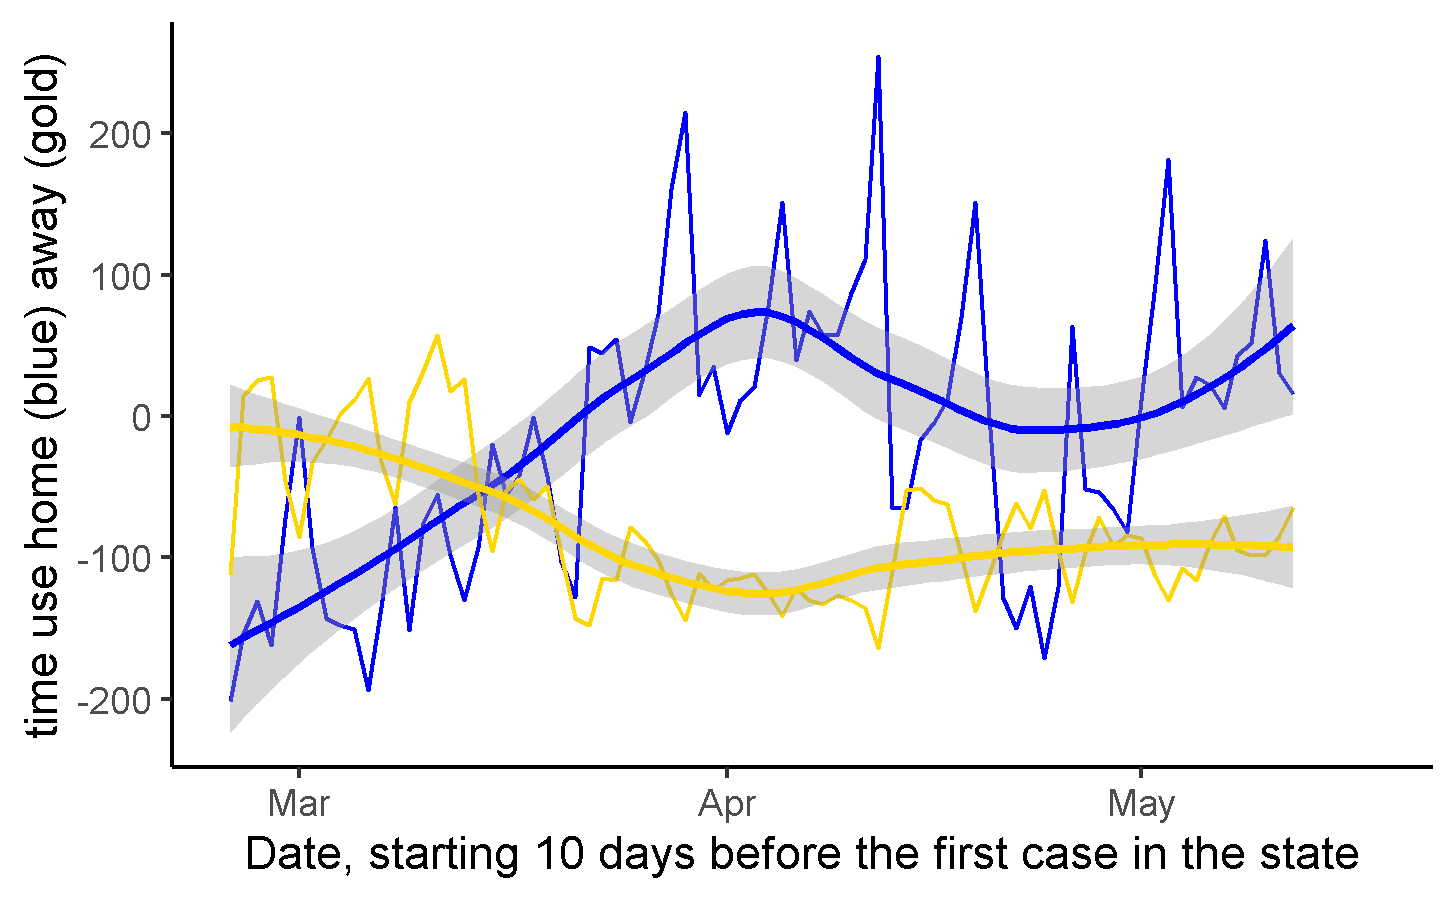 time use home (blue) away (gold)
200
100
0
-100
-200
Mar Apr May
Date, starting 10 days before the first case in the state